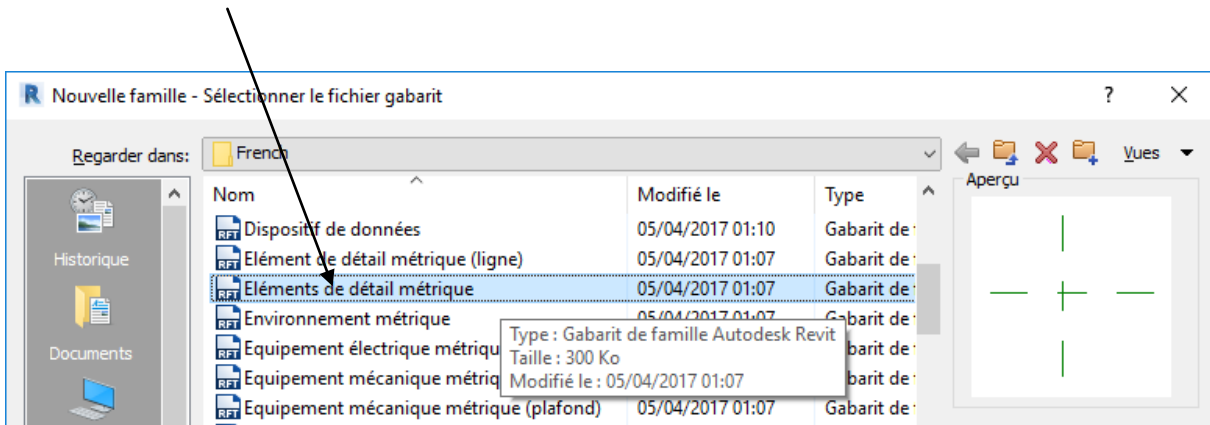 Nouvelle famille - Sélectionner le fichier gabarit ?
Regarder dans: French Vues
Nom Modifié le Type Aperçu
Dispositif de données 05/04/2017 01:10 Gabarit de
Historique Elément de détail métrique (ligne) 05/04/2017 01:07 Gabarit de
Eléments de détail métrique 05/04/2017 01:07 Gabarit de
Environnement métrique 05/04/2017 01:07 Gabarit de
Type : Gabarit de famille Autodesk Revit
Documents Equipement électrique métriqu barit de
Taille : 300 Ko
Equipement mécanique métriq barit de
Modifié le : 05/04/2017 01:07
Equipement mécanique métrique (plafond) 05/04/2017 01:07 Gabarit de